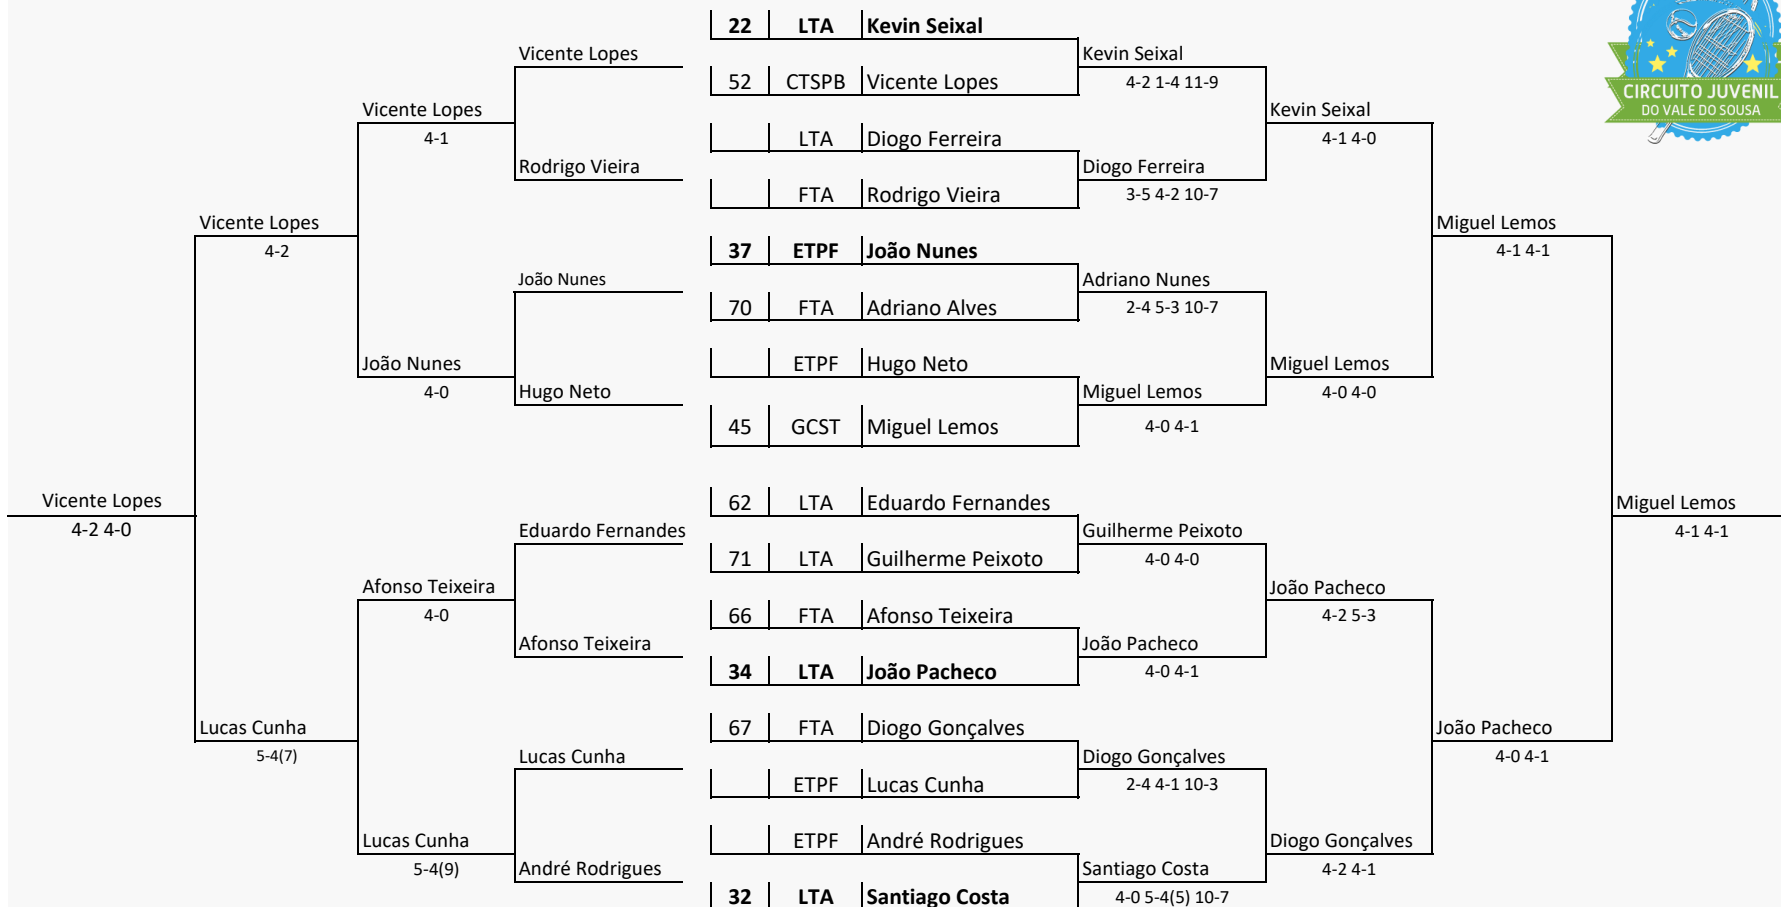 22 LTA Kevin Seixal
Vicente Lopes Kevin Seixal
52 CTSPB Vicente Lopes 4-2 1-4 11-9
CIRCUITO JUVENIL
DO VALE DO SOUSA
Vicente Lopes Kevin Seixal
4-1 LTA Diogo Ferreira 4-1 4-0
Rodrigo Vieira Diogo Ferreira
FTA Rodrigo Vieira 3-5 4-2 10-7
Vicente Lopes Miguel Lemos
4-2 37 ETPF João Nunes 4-1 4-1
João Nunes Adriano Nunes
70 FTA Adriano Alves 2-4 5-3 10-7
João Nunes ETPF Hugo Neto Miguel Lemos
4-0 Hugo Neto Miguel Lemos 4-0 4-0
45 GCST Miguel Lemos 4-0 4-1
Vicente Lopes 62 LTA Eduardo Fernandes Miguel Lemos
4-2 4-0 Eduardo Fernandes Guilherme Peixoto 4-1 4-1
71 LTA Guilherme Peixoto 4-0 4-0
Afonso Teixeira João Pacheco
4-0 66 FTA Afonso Teixeira 4-2 5-3
Afonso Teixeira João Pacheco
34 LTA João Pacheco 4-0 4-1
Lucas Cunha 67 FTA Diogo Gonçalves João Pacheco
5-4(7) Lucas Cunha Diogo Gonçalves 4-0 4-1
ETPF Lucas Cunha 2-4 4-1 10-3
Lucas Cunha ETPF André Rodrigues Diogo Gonçalves
5-4(9) André Rodrigues Santiago Costa 4-2 4-1
32 LTA Santiago Costa 4-0 5-4(5) 10-7